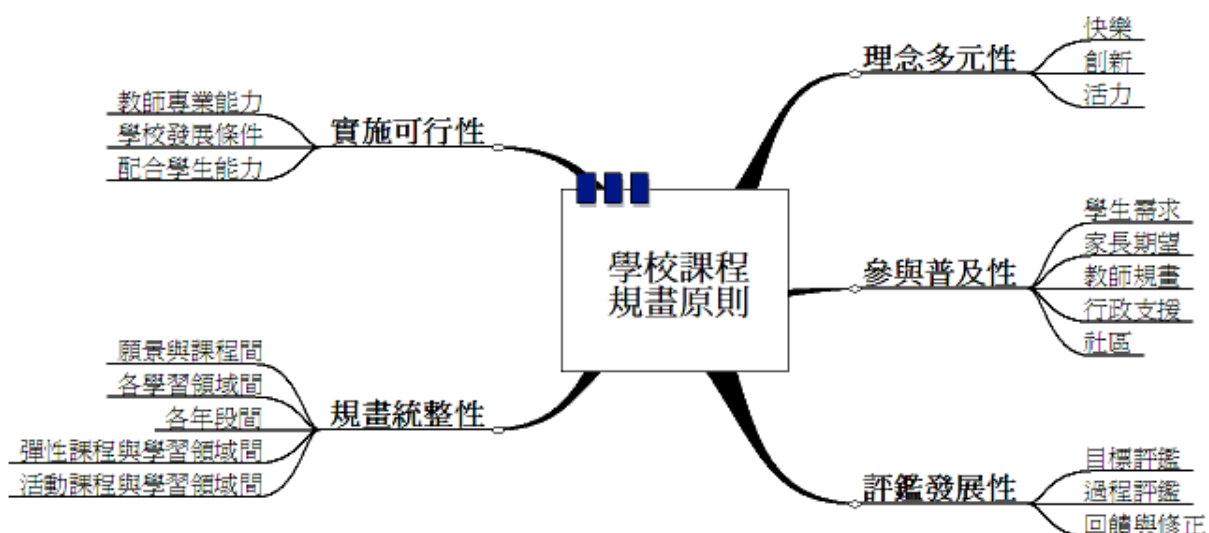 學校課程
規畫原則
理念多元性
快樂
創新
活力
參與普及性
學生需求
家長期望
教師規畫
行政支援
社區
評鑑發展性
目標評鑑
過程評鑑
回饋與修正
實施可行性
教師專業能力
學校發展條件
配合學生能力
規畫統整性
願景與課程間
各學習領域間
各年段間
彈性課程與學習領域間
活動課程與學習領域間